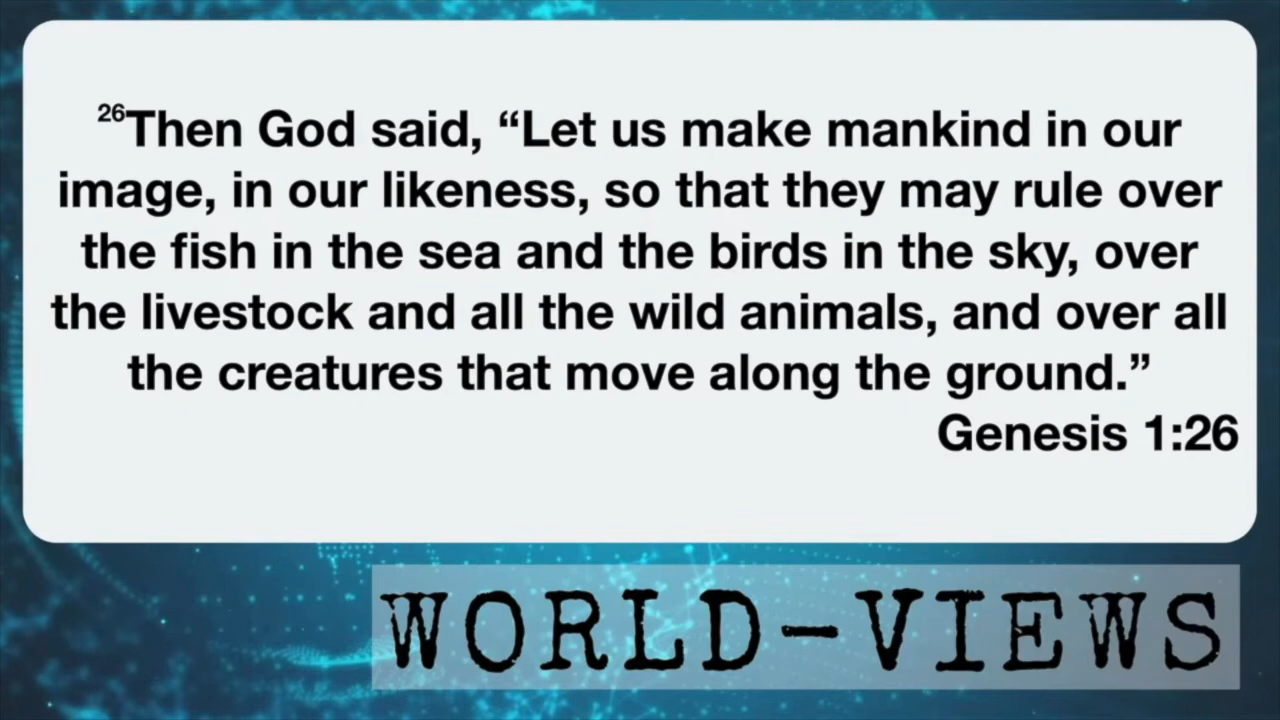 26Then God said, “Let us make mankind in our
image, in our likeness, so that they may rule over
the fish in the sea and the birds in the sky, over
the livestock and all the wild animals, and over all
the creatures that move along the ground.”
Genesis 1:26
WORLD-VIEWS